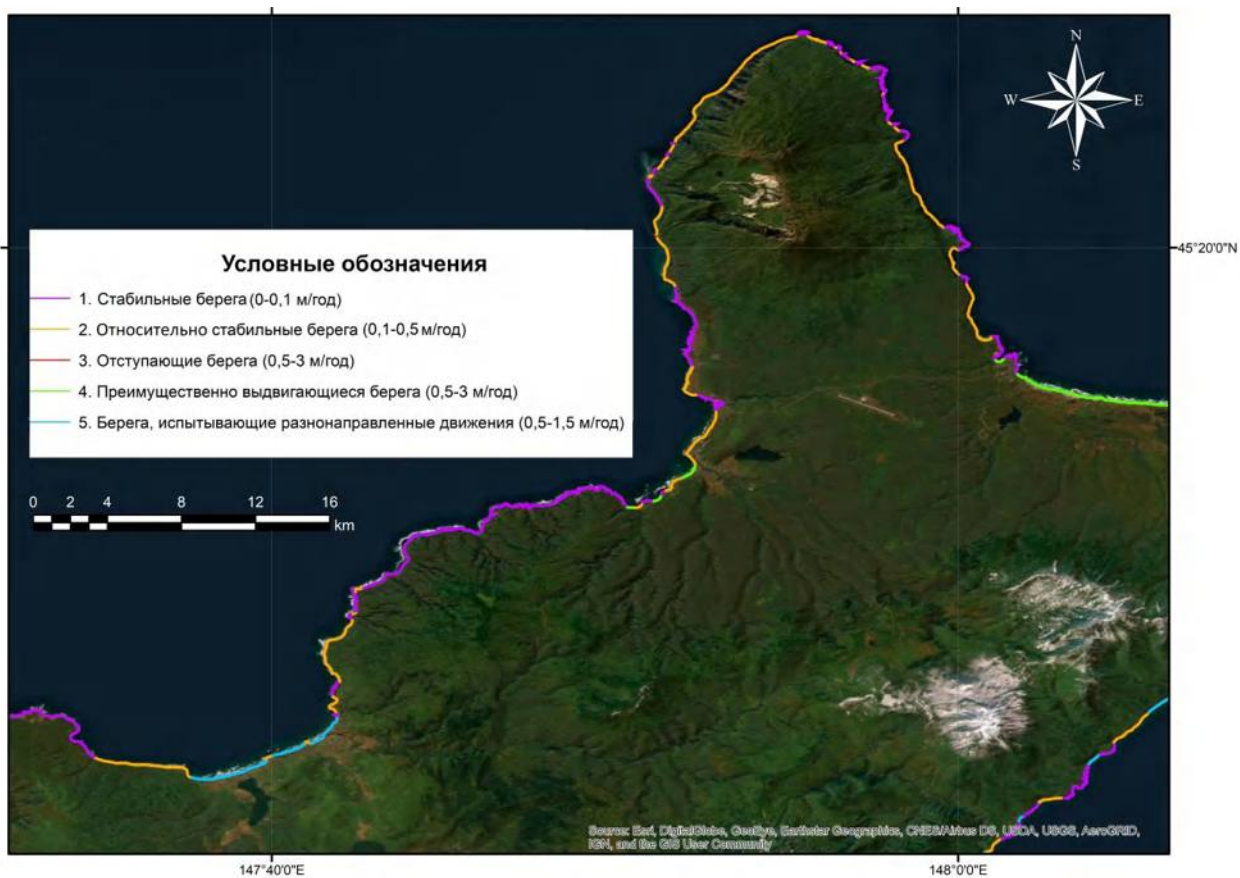 N
W E
S
45°20'0"N
Условные обозначения
1. Стабильные берега (0-0,1 м/год)
2. Относительно стабильные берега (0,1-0,5 м/год)
3. Отступающие берега (0,5-3 м/год)
4. Преимущественно выдвигающиеся берега (0,5-3 м/год)
5. Берега, испытывающие разнонаправленные движения (0,5-1,5 м/год)
0 2 4 8 12 16
km
Source: Esri, DigitalGlobe, GeoEye, Earthstar Geographics, CNES/Airbus DS, USDA, USGS, AeroGRID,
IGN, and the GIS User Community
147°40'0"E 148°0'0"E